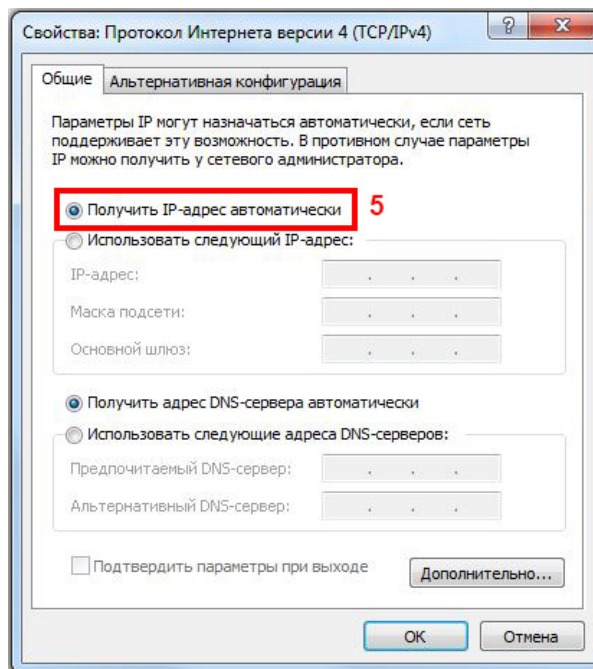 Свойства: Протокол Интернета версии 4 (TCP/IPv4)
Общие
Альтернативная конфигурация
Параметры IP могут назначаться автоматически, если сеть
поддерживает эту возможность. В противном случае параметры
IP можно получить у сетевого администратора.
Получить IP-адрес автоматически 5
Использовать следующий IP-адрес:
IP-адрес:
Маска подсети:
Основной шлюз:
Получить адрес DNS-сервера автоматически
Использовать следующие адреса DNS-серверов:
Предпочитаемый DNS-сервер:
Альтернативный DNS-сервер:
Подтвердить параметры при выходе
Дополнительно...
OK
Отмена